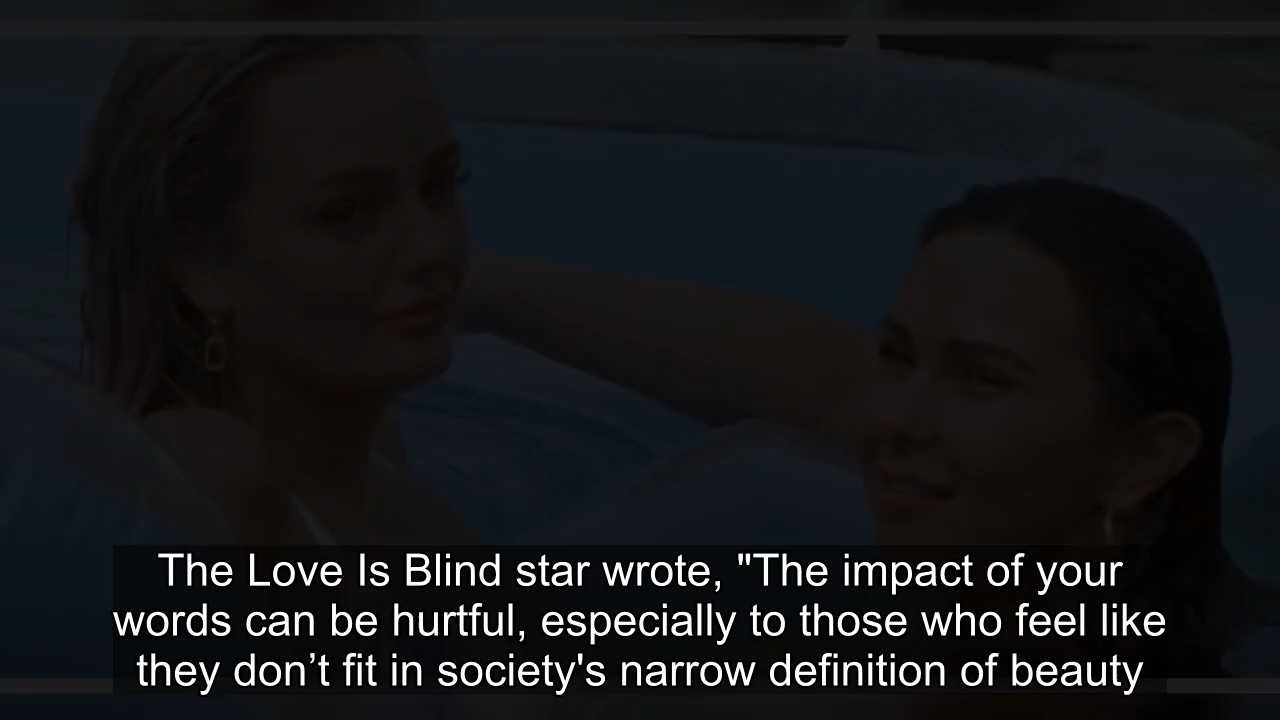 The Love Is Blind star wrote, "The impact of your
words can be hurtful, especially to those who feel like
they don’t fit in society's narrow definition of beauty